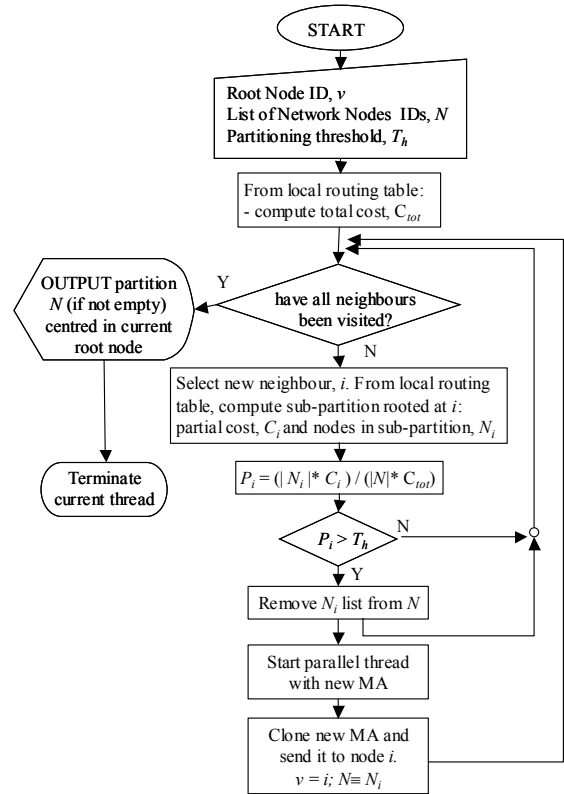 START
Root Node ID, v
List of Network Nodes IDs, N
Partitioning threshold, Th
From local routing table:
- compute total cost, Ctot
have all neighbours
been visited?
Y
OUTPUT partition
N (if not empty)
centred in current
root node
Terminate
current thread
N
Select new neighbour, i. From local routing
table, compute sub-partition rooted at i:
partial cost, Ci and nodes in sub-partition, Ni
Pi = (| Ni |* Ci ) / (|N|* Ctot)
Pi > Th
N
Y
Remove Ni list from N
Start parallel thread
with new MA
Clone new MA and
send it to node i.
v = i; N≡ Ni